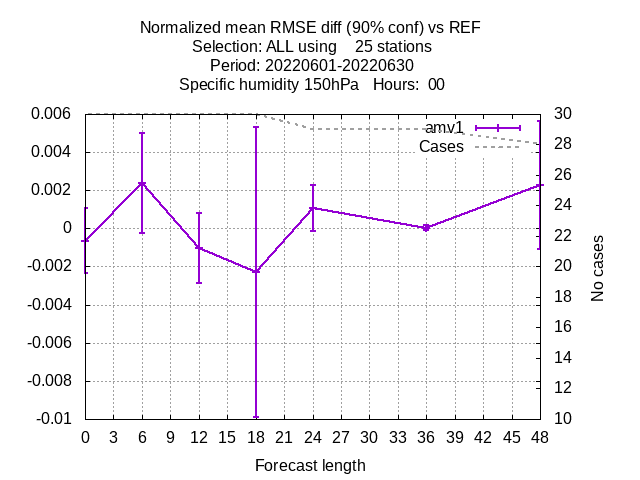 Normalized mean RMSE diff (90% conf) vs REF
Selection: ALL using    25 stations
Period: 20220601-20220630
Specific humidity 150hPa   Hours:  00
0.006
0.004
0.002
0
-0.002
-0.004
-0.006
-0.008
-0.01
amv1
Cases
30
28
26
24
22
20
18
16
14
12
10
No cases
0 3 6 9 12 15 18 21 24 27 30 33 36 39 42 45 48
Forecast length